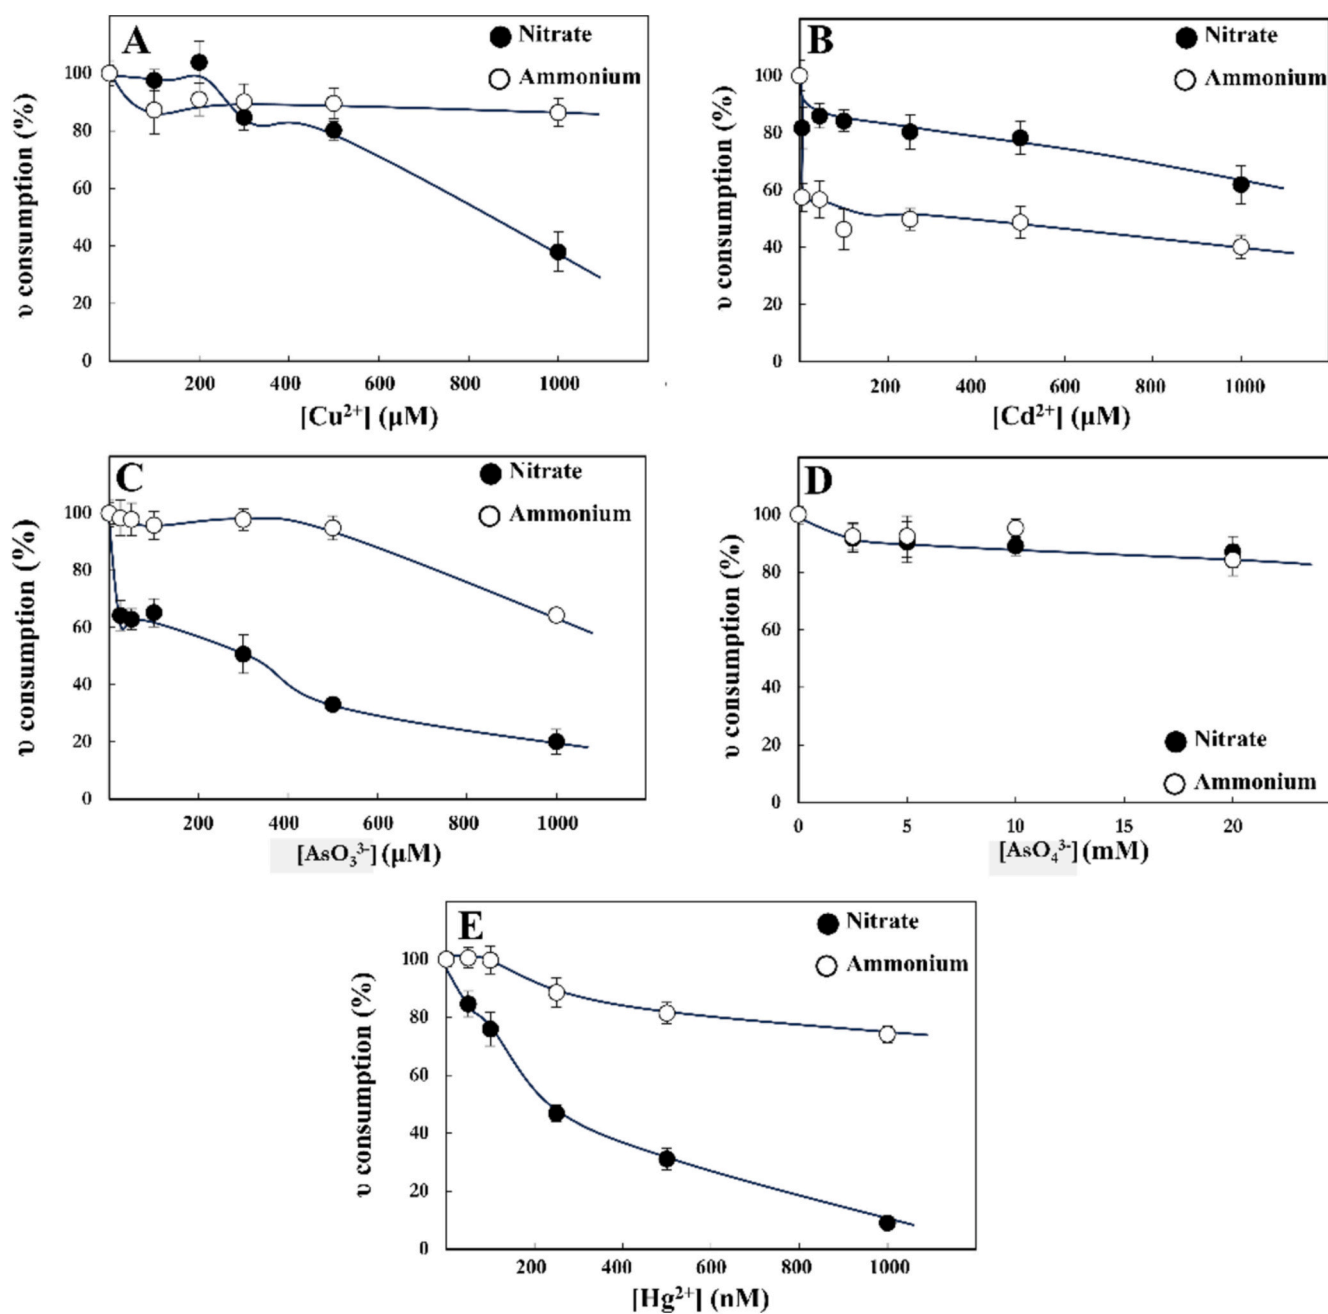 A
Nitrate
Ammonium
υ consumption (%)
100
80
60
40
20
0
200 400 600 800 1000
[Cu²⁺] (μM)
B
Nitrate
Ammonium
υ consumption (%)
100
80
60
40
20
0
200 400 600 800 1000
[Cd²⁺] (μM)
C
Nitrate
Ammonium
υ consumption (%)
100
80
60
40
20
0
200 400 600 800 1000
[AsO₃³⁻] (μM)
D
Nitrate
Ammonium
υ consumption (%)
100
80
60
40
20
0
0 5 10 15 20
[AsO₄³⁻] (mM)
E
Nitrate
Ammonium
υ consumption (%)
100
80
60
40
20
0
200 400 600 800 1000
[Hg²⁺] (nM)